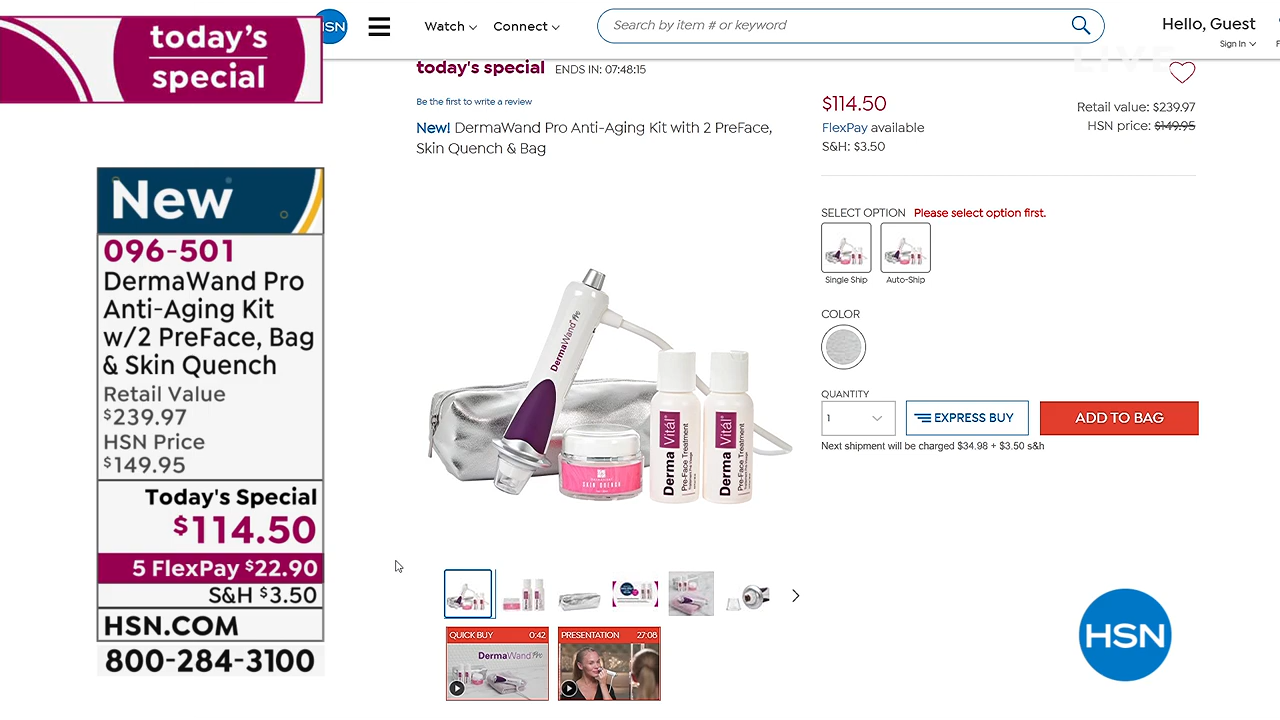 today's
special
HSN
Watch
Connect
Search by item # or keyword
Hello, Guest
Sign In
LIVE
today's special ENDS IN: 07:48:15
Be the first to write a review
New! DermaWand Pro Anti-Aging Kit with 2 PreFace,
Skin Quench & Bag
$114.50
FlexPay available
S&H: $3.50
Retail value: $239.97
HSN price: $149.95
SELECT OPTION Please select option first.
Single Ship
Auto-Ship
COLOR
QUANTITY
1
EXPRESS BUY
ADD TO BAG
Next shipment will be charged $34.98 + $3.50 s&h
New
096-501
DermaWand Pro
Anti-Aging Kit
w/2 PreFace, Bag
& Skin Quench
Retail Value
$239.97
HSN Price
$149.95
Today's Special
$114.50
5 FlexPay $22.90
S&H $3.50
HSN.COM
800-284-3100
DermaWand Pro
SKIN QUENCH
DermaVitál
Pre-Face Treatment
DermaVitál
Pre-Face Treatment
QUICK BUY 0:42
DermaWand Pro
PRESENTATION 27:08
HSN